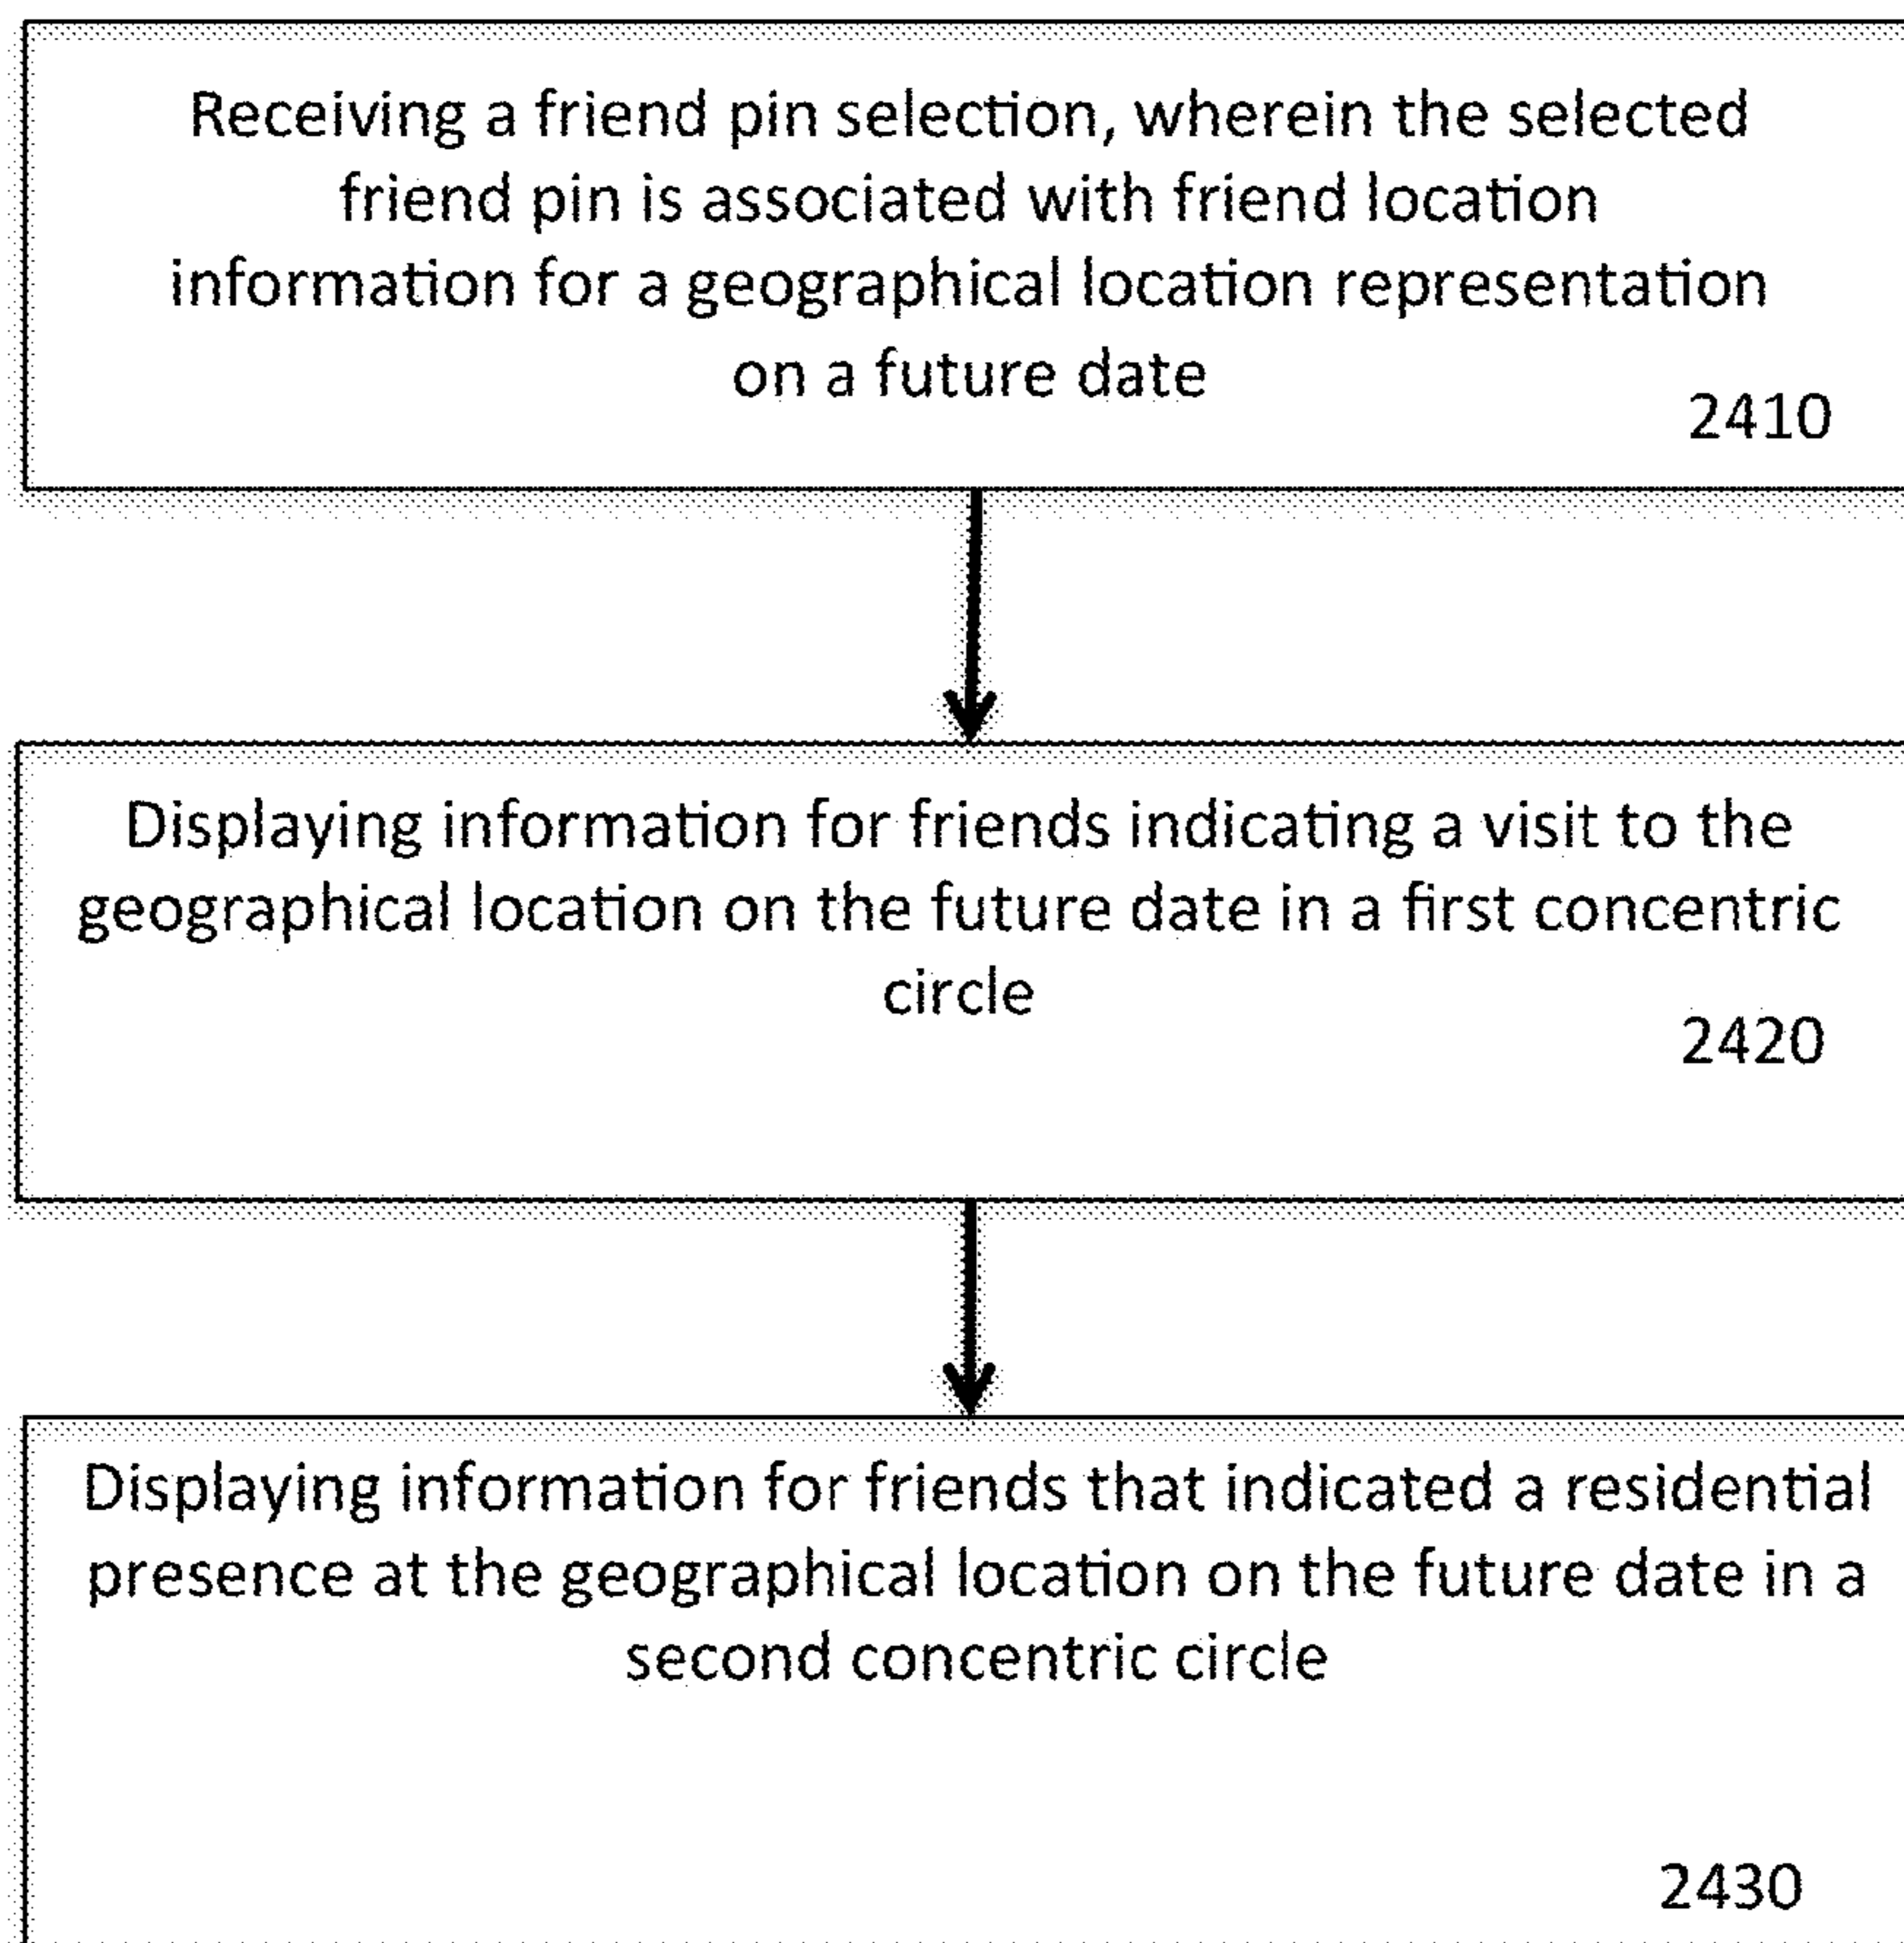 Receiving a friend pin selection, wherein the selected
friend pin is associated with friend location
information for a geographical location representation
on a future date
2410
Displaying information for friends indicating a visit to the
geographical location on the future date in a first concentric
circle
2420
Displaying information for friends that indicated a residential
presence at the geographical location on the future date in a
second concentric circle
2430